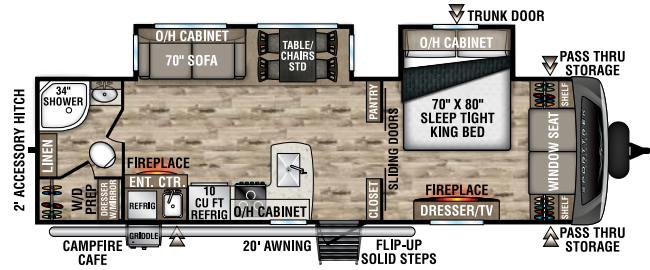 TRUNK DOOR
O/H CABINET
70" SOFA
TABLE/
CHAIRS
STD
O/H CABINET
PASS THRU
STORAGE
2' ACCESSORY HITCH
34"
SHOWER
PANTRY
SLIDING DOORS
70" X 80"
SLEEP TIGHT
KING BED
SHELF
WINDOW SEAT
SPORTTREK
LINEN
FIREPLACE
ENT. CTR.
W/D
PREP
DRESSER
W/MIRROR
REFRIG
10
CU FT
REFRIG
O/H CABINET
CLOSET
FIREPLACE
DRESSER/TV
SHELF
GRIDDLE
CAMPFIRE
CAFE
20' AWNING
FLIP-UP
SOLID STEPS
PASS THRU
STORAGE